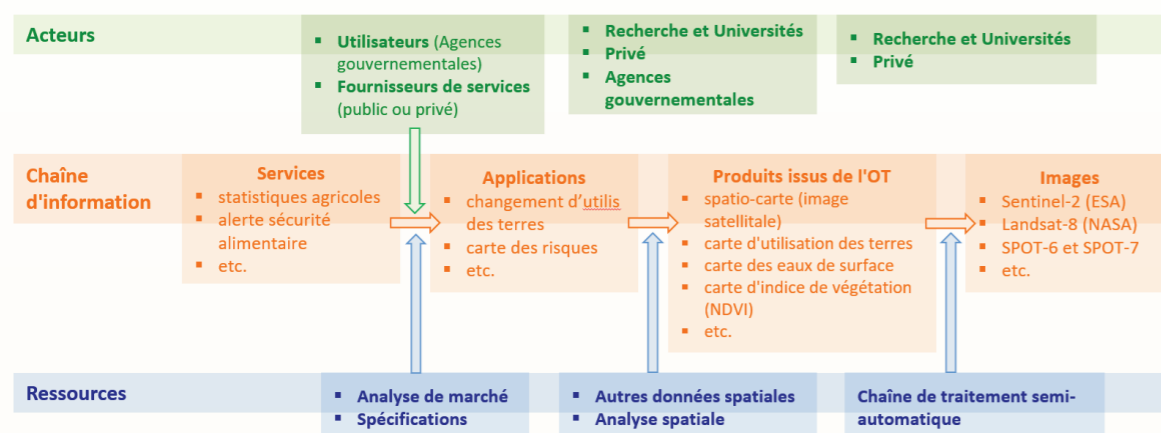 Acteurs
▪ Utilisateurs (Agences
gouvernementales)
▪ Fournisseurs de services
(public ou privé)
▪ Recherche et Universités
▪ Privé
▪ Agences
gouvernementales
▪ Recherche et Universités
▪ Privé
Chaîne
d'information
Services
▪ statistiques agricoles
▪ alerte sécurité
alimentaire
▪ etc.
Applications
▪ changement d'utilis
des terres
▪ carte des risques
▪ etc.
Produits issus de l'OT
▪ spatio-carte (image
satellitale)
▪ carte d'utilisation des terres
▪ carte des eaux de surface
▪ carte d'indice de végétation
(NDVI)
▪ etc.
Images
▪ Sentinel-2 (ESA)
▪ Landsat-8 (NASA)
▪ SPOT-6 et SPOT-7
▪ etc.
Ressources
▪ Analyse de marché
▪ Spécifications
▪ Autres données spatiales
▪ Analyse spatiale
Chaîne de traitement semi-
automatique